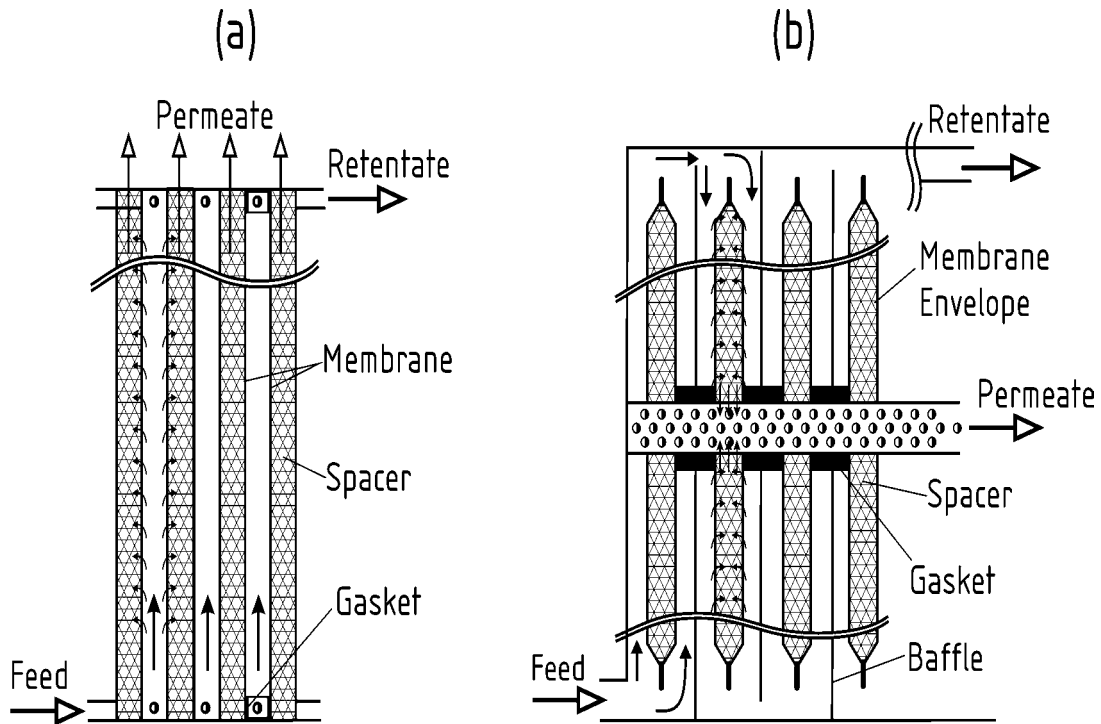 (a)
Permeate
Retentate
Membrane
Spacer
Gasket
Feed
(b)
Retentate
Membrane
Envelope
Permeate
Spacer
Gasket
Baffle
Feed